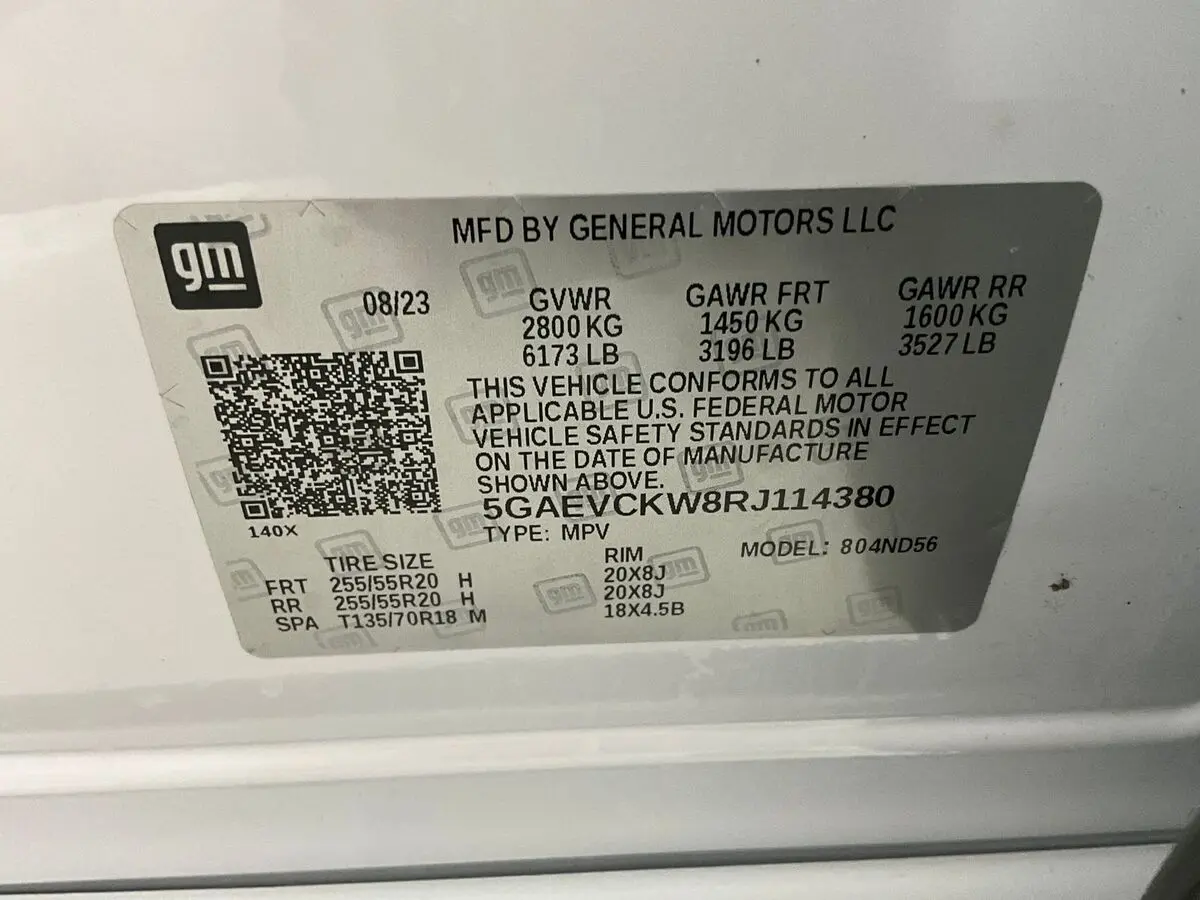 gm
MFD BY GENERAL MOTORS LLC
08/23
GVWR GAWR FRT GAWR RR
2800 KG 1450 KG 1600 KG
6173 LB 3196 LB 3527 LB
THIS VEHICLE CONFORMS TO ALL
APPLICABLE U.S. FEDERAL MOTOR
VEHICLE SAFETY STANDARDS IN EFFECT
ON THE DATE OF MANUFACTURE
SHOWN ABOVE.
5GAEVCKW8RJ114380
140X
TYPE: MPV
MODEL: 804ND56
TIRE SIZE RIM
FRT 255/55R20 H 20X8J
RR 255/55R20 H 20X8J
SPA T135/70R18 M 18X4.5B